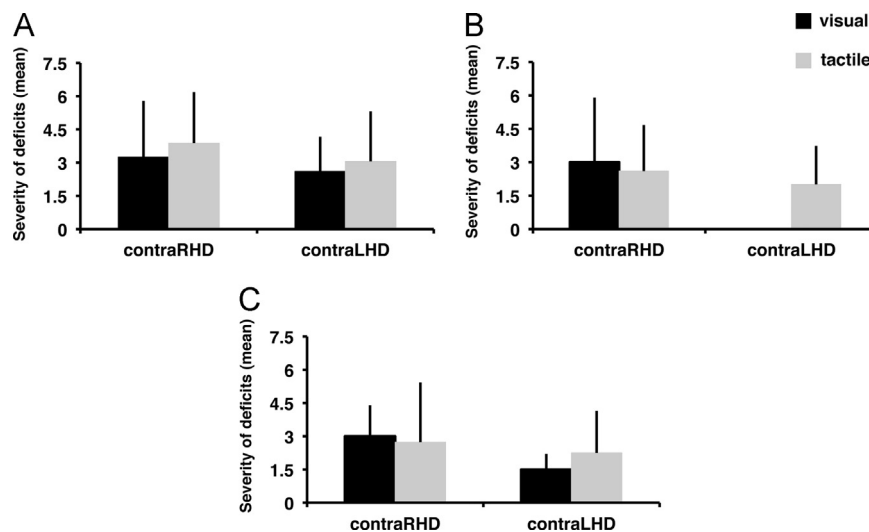 A
Severity of deficits (mean)
7.5
6
4.5
3
1.5
0
contraRHD contraLHD
B
Severity of deficits (mean)
7.5
6
4.5
3
1.5
0
contraRHD contraLHD
visual
tactile
C
Severity of deficits (mean)
7.5
6
4.5
3
1.5
0
contraRHD contraLHD